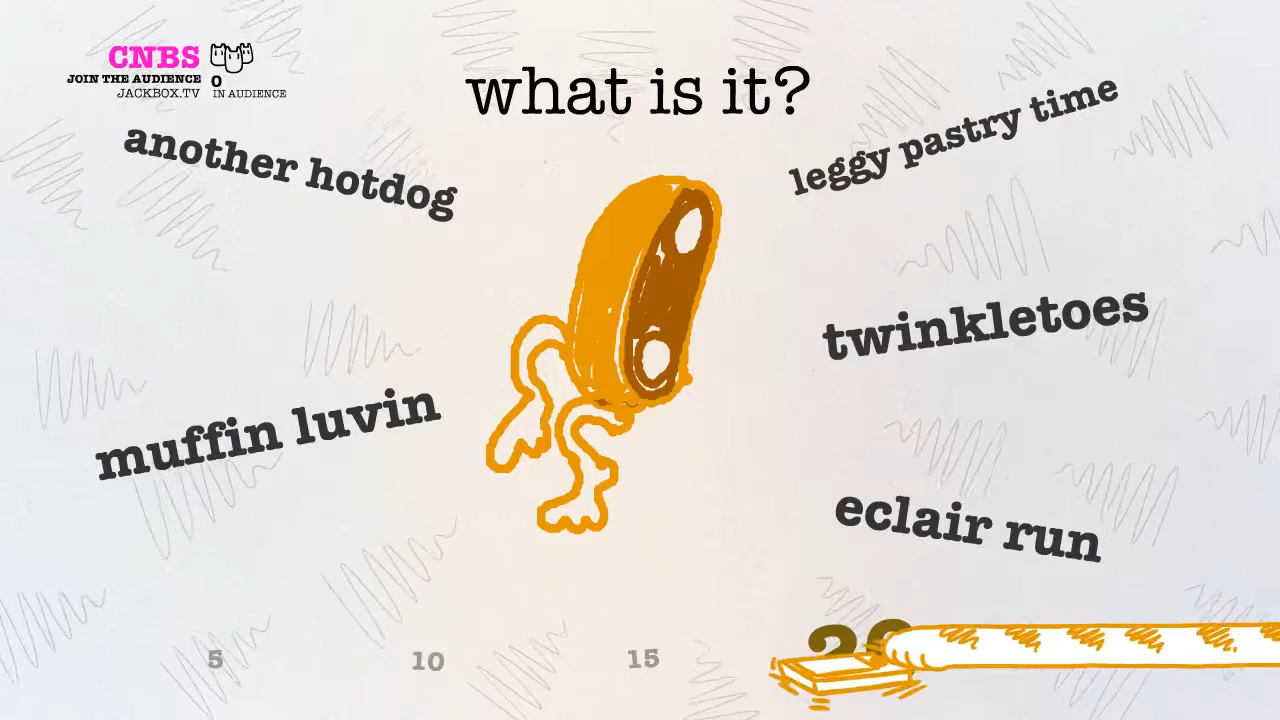 CNBS
JOIN THE AUDIENCE
JACKBOX.TV
0
IN AUDIENCE
what is it?
another hotdog
leggy pastry time
twinkletoes
muffin luvin
eclair run
5
10
15